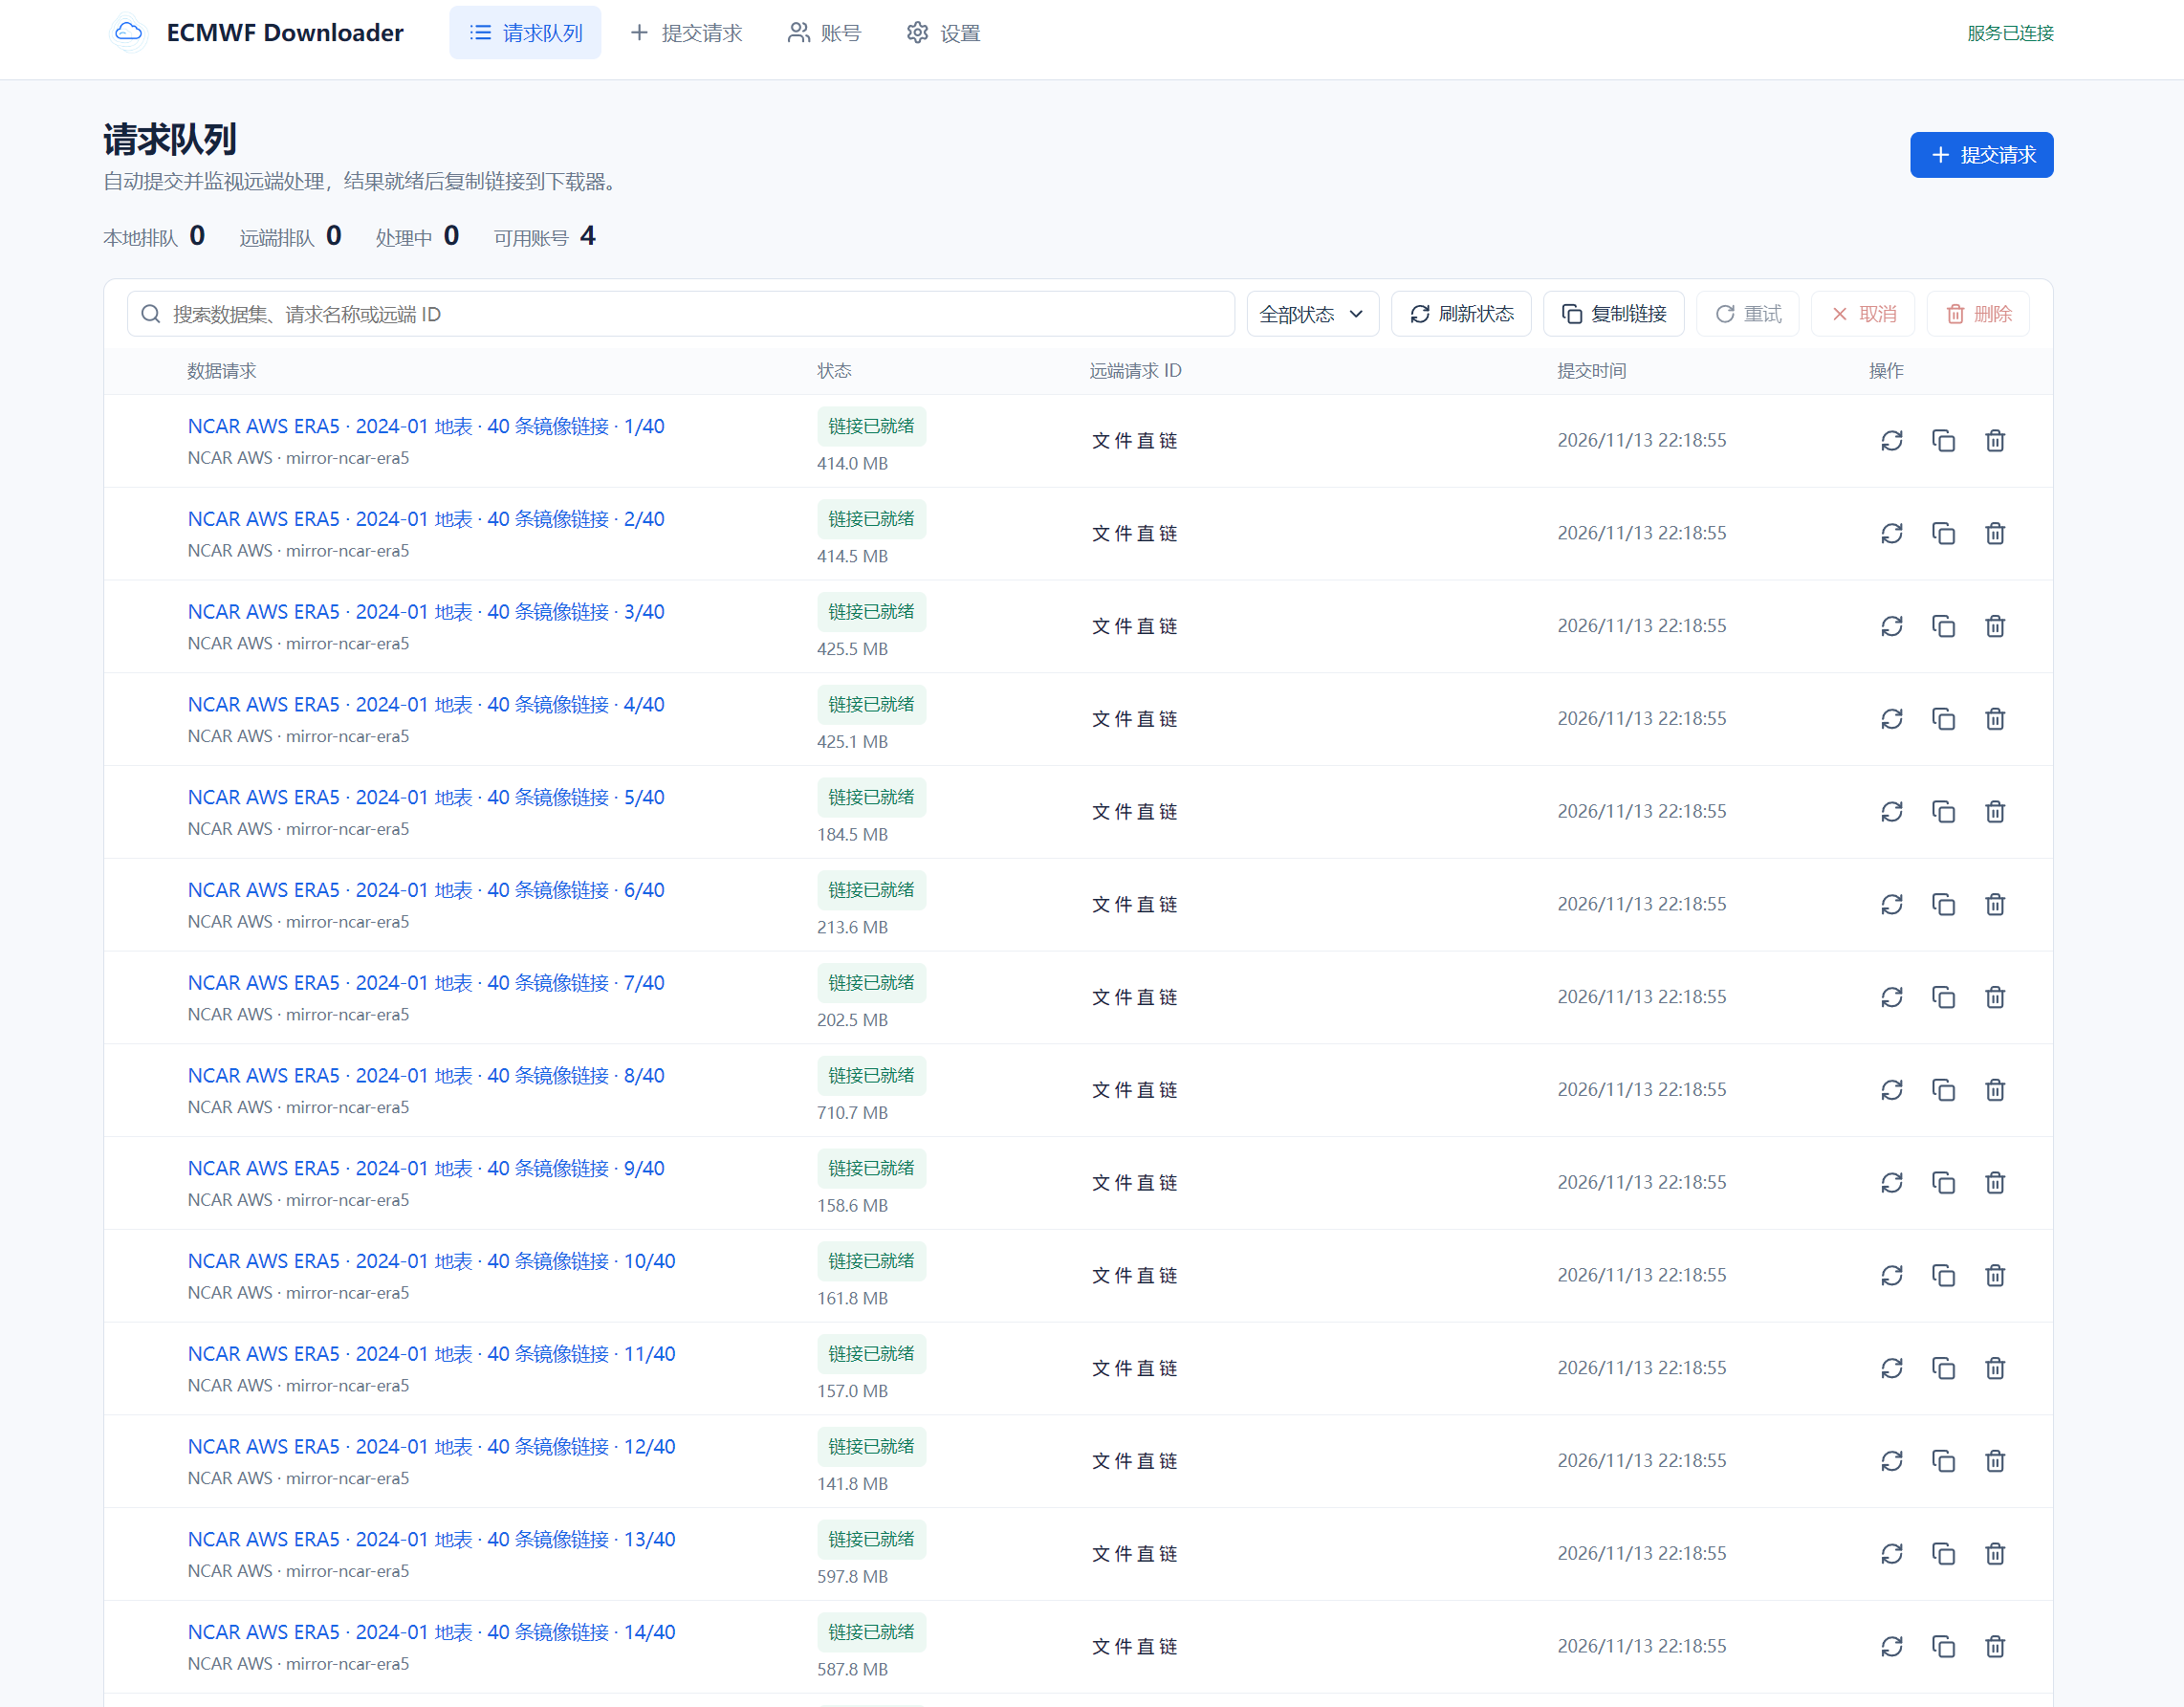 ECMWF Downloader
请求队列
提交请求
账号
设置
服务已连接
请求队列
自动提交并监视远端处理，结果就绪后复制链接到下载器。
提交请求
本地排队 0 远端排队 0 处理中 0 可用账号 4
搜索数据集、请求名称或远端 ID
全部状态
刷新状态
复制链接
重试
取消
删除
数据请求 状态 远端请求 ID 提交时间 操作
NCAR AWS ERA5 · 2024-01 地表 · 40 条镜像链接 · 1/40
NCAR AWS · mirror-ncar-era5
链接已就绪
414.0 MB
文件直链
2026/11/13 22:18:55
NCAR AWS ERA5 · 2024-01 地表 · 40 条镜像链接 · 2/40
NCAR AWS · mirror-ncar-era5
链接已就绪
414.5 MB
文件直链
2026/11/13 22:18:55
NCAR AWS ERA5 · 2024-01 地表 · 40 条镜像链接 · 3/40
NCAR AWS · mirror-ncar-era5
链接已就绪
425.5 MB
文件直链
2026/11/13 22:18:55
NCAR AWS ERA5 · 2024-01 地表 · 40 条镜像链接 · 4/40
NCAR AWS · mirror-ncar-era5
链接已就绪
425.1 MB
文件直链
2026/11/13 22:18:55
NCAR AWS ERA5 · 2024-01 地表 · 40 条镜像链接 · 5/40
NCAR AWS · mirror-ncar-era5
链接已就绪
184.5 MB
文件直链
2026/11/13 22:18:55
NCAR AWS ERA5 · 2024-01 地表 · 40 条镜像链接 · 6/40
NCAR AWS · mirror-ncar-era5
链接已就绪
213.6 MB
文件直链
2026/11/13 22:18:55
NCAR AWS ERA5 · 2024-01 地表 · 40 条镜像链接 · 7/40
NCAR AWS · mirror-ncar-era5
链接已就绪
202.5 MB
文件直链
2026/11/13 22:18:55
NCAR AWS ERA5 · 2024-01 地表 · 40 条镜像链接 · 8/40
NCAR AWS · mirror-ncar-era5
链接已就绪
710.7 MB
文件直链
2026/11/13 22:18:55
NCAR AWS ERA5 · 2024-01 地表 · 40 条镜像链接 · 9/40
NCAR AWS · mirror-ncar-era5
链接已就绪
158.6 MB
文件直链
2026/11/13 22:18:55
NCAR AWS ERA5 · 2024-01 地表 · 40 条镜像链接 · 10/40
NCAR AWS · mirror-ncar-era5
链接已就绪
161.8 MB
文件直链
2026/11/13 22:18:55
NCAR AWS ERA5 · 2024-01 地表 · 40 条镜像链接 · 11/40
NCAR AWS · mirror-ncar-era5
链接已就绪
157.0 MB
文件直链
2026/11/13 22:18:55
NCAR AWS ERA5 · 2024-01 地表 · 40 条镜像链接 · 12/40
NCAR AWS · mirror-ncar-era5
链接已就绪
141.8 MB
文件直链
2026/11/13 22:18:55
NCAR AWS ERA5 · 2024-01 地表 · 40 条镜像链接 · 13/40
NCAR AWS · mirror-ncar-era5
链接已就绪
597.8 MB
文件直链
2026/11/13 22:18:55
NCAR AWS ERA5 · 2024-01 地表 · 40 条镜像链接 · 14/40
NCAR AWS · mirror-ncar-era5
链接已就绪
587.8 MB
文件直链
2026/11/13 22:18:55